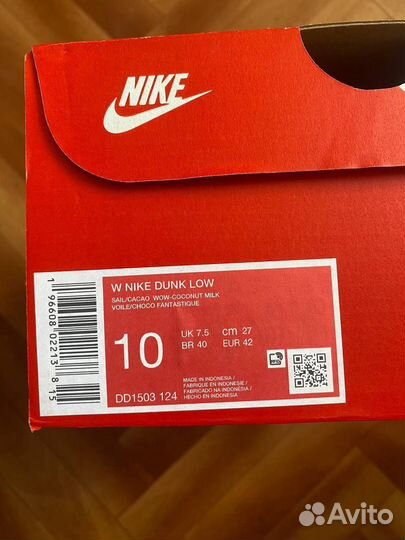 NIKE
W NIKE DUNK LOW
SAIL/CACAO WOW-COCONUT MILK
VOILE/CHOCO FANTASTIQUE
10
UK 7.5 cm 27
BR 40 EUR 42
MADE IN INDONESIA /
FABRIQUE EN INDONESIE /
FABRICADO NA INDONESIA /
HECHO EN INDONESIA
DD1503 124
1 96608 02213 8 15
Avito